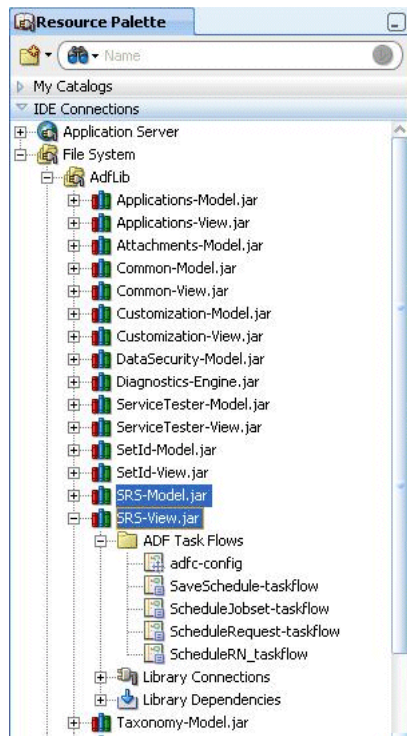 Resource Palette
Name
My Catalogs
IDE Connections
Application Server
File System
AdfLib
Applications-Model.jar
Applications-View.jar
Attachments-Model.jar
Common-Model.jar
Common-View.jar
Customization-Model.jar
Customization-View.jar
DataSecurity-Model.jar
Diagnostics-Engine.jar
ServiceTester-Model.jar
ServiceTester-View.jar
SetId-Model.jar
SetId-View.jar
SRS-Model.jar
SRS-View.jar
ADF Task Flows
adfc-config
SaveSchedule-taskflow
ScheduleJobset-taskflow
ScheduleRequest-taskflow
ScheduleRN_taskflow
Library Connections
Library Dependencies
Taxonomy-Model.jar